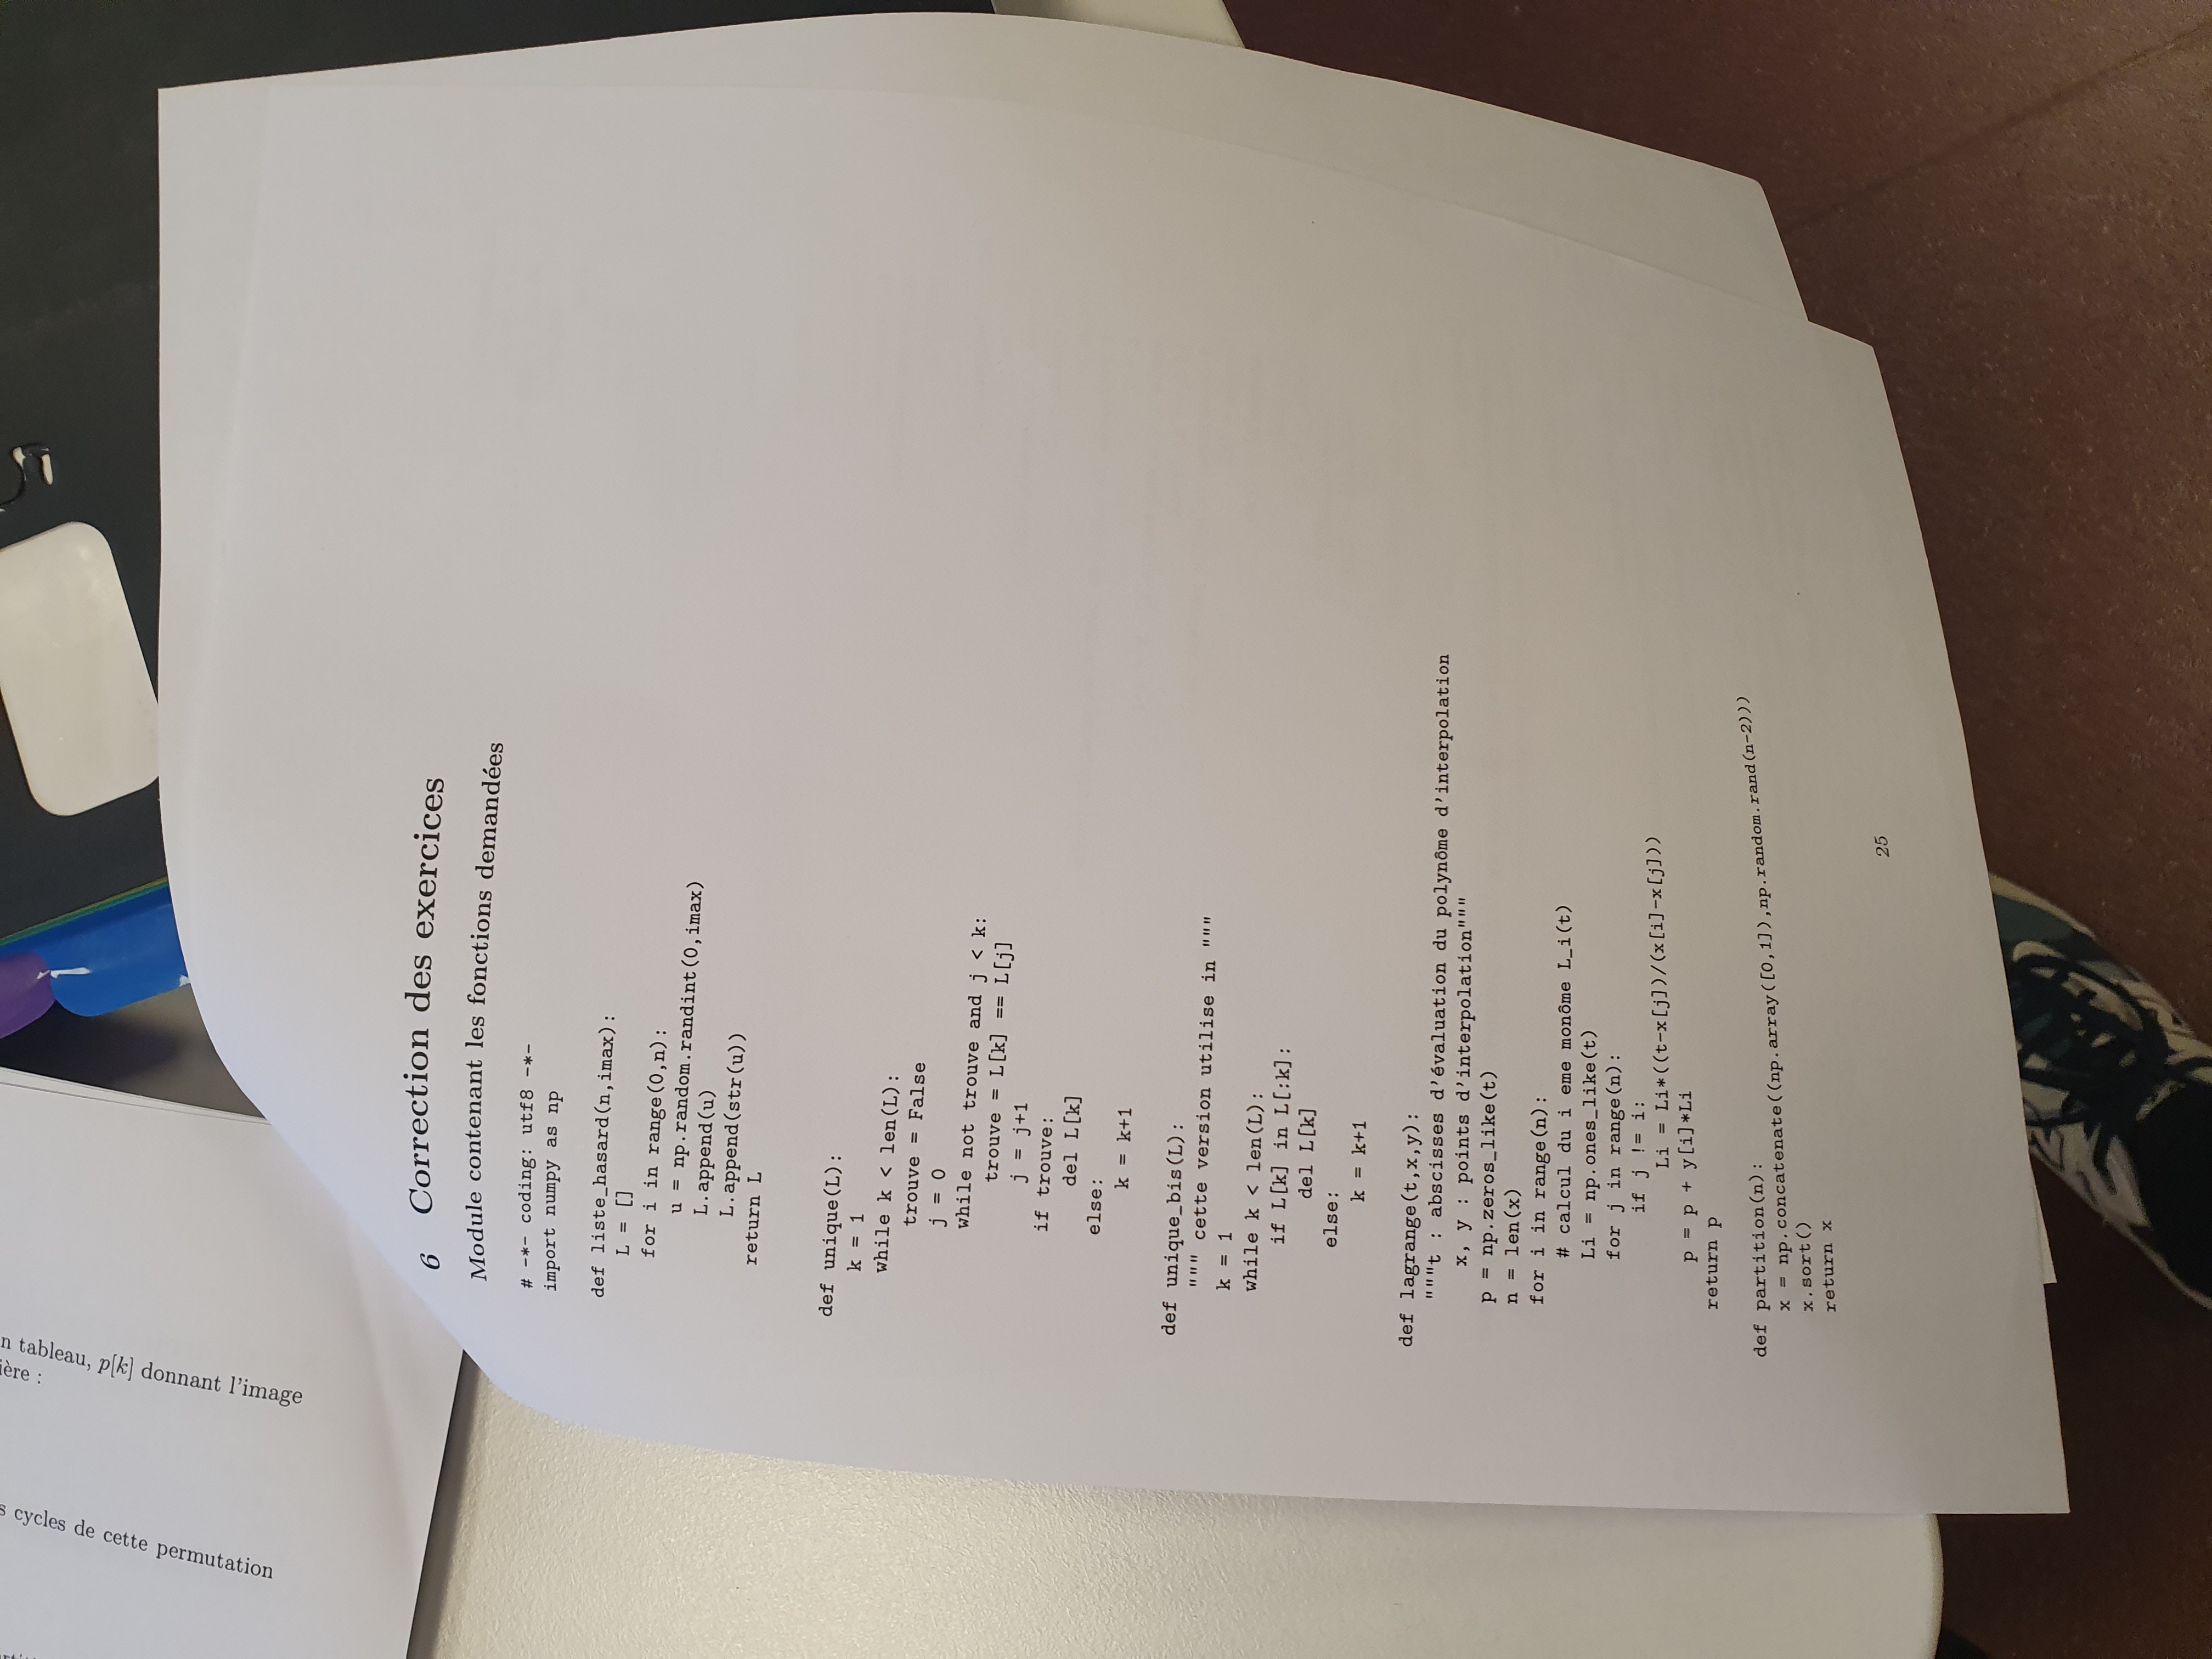 n tableau, p[k] donnant l'image
ière :
s cycles de cette permutation
6 Correction des exercices
Module contenant les fonctions demandées
# -*- coding: utf8 -*-
import numpy as np
def liste_hasard(n,imax):
    L = []
    for i in range(0,n):
        u = np.random.randint(0,imax)
        L.append(u)
        L.append(str(u))
    return L
def unique(L):
    k = 1
    while k < len(L):
        trouve = False
        j = 0
        while not trouve and j < k:
            trouve = L[k] == L[j]
            j = j+1
        if trouve:
            del L[k]
        else:
            k = k+1
def unique_bis(L):
    """ cette version utilise in """
    k = 1
    while k < len(L):
        if L[k] in L[:k]:
            del L[k]
        else:
            k = k+1
def lagrange(t,x,y):
    """t : abscisses d'évaluation du polynôme d'interpolation
       x, y : points d'interpolation"""
    p = np.zeros_like(t)
    n = len(x)
    for i in range(n):
        # calcul du i eme monôme L_i(t)
        Li = np.ones_like(t)
        for j in range(n):
            if j != i:
                Li = Li*((t-x[j])/(x[i]-x[j]))
        p = p + y[i]*Li
    return p
def partition(n):
    x = np.concatenate((np.array([0,1]),np.random.rand(n-2)))
    x.sort()
    return x
25